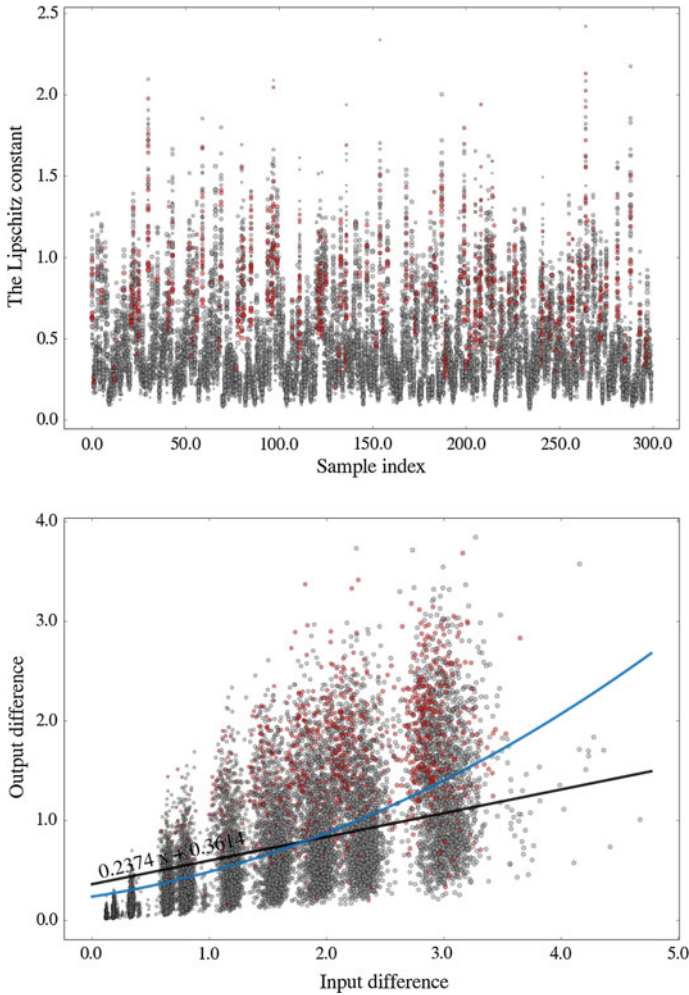 2.5
2.0
1.5
1.0
0.5
0.0
The Lipschitz constant
0.0 50.0 100.0 150.0 200.0 250.0 300.0
Sample index
4.0
3.0
2.0
1.0
0.0
Output difference
0.2374 x + 0.3614
0.0 1.0 2.0 3.0 4.0 5.0
Input difference